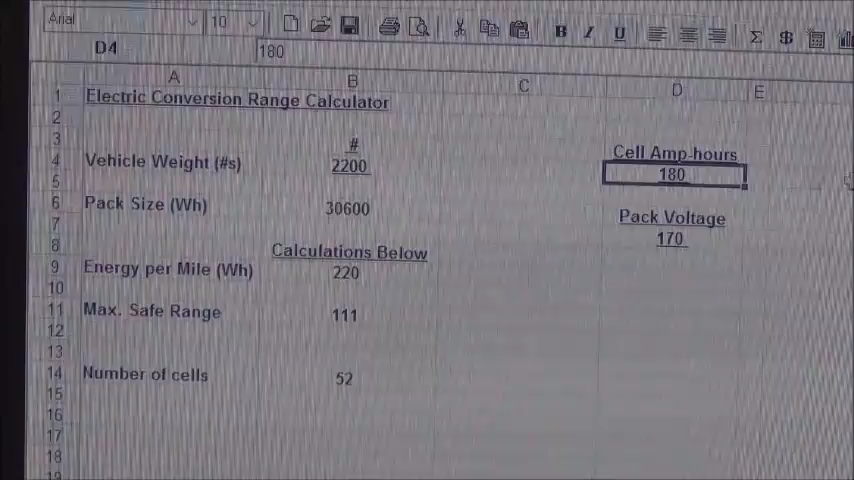 Arial 10 B I U Σ $
D4 180
A B C D E
1 Electric Conversion Range Calculator
2
3 # Cell Amp-hours
4 Vehicle Weight (#s) 2200 180
5
6 Pack Size (Wh) 30600 Pack Voltage
7 170
8 Calculations Below
9 Energy per Mile (Wh) 220
10
11 Max. Safe Range 111
12
13
14 Number of cells 52
15
16
17
18
19